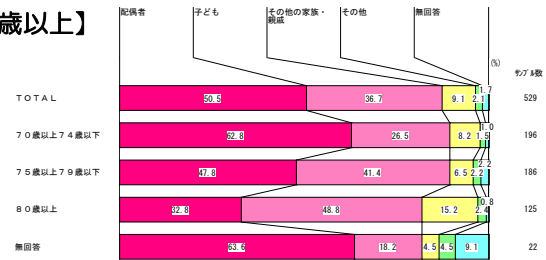 歳以上】
配偶者 子ども その他の家族・親戚 その他 無回答
(%)
ｻﾝﾌﾟﾙ数
ＴＯＴＡＬ 50.5 36.7 9.1 2.1 1.7 529
７０歳以上７４歳以下 62.8 26.5 8.2 1.5 1.0 196
７５歳以上７９歳以下 47.8 41.4 6.5 2.2 2.2 186
８０歳以上 32.8 48.8 15.2 2.4 0.8 125
無回答 63.6 18.2 4.5 4.5 9.1 22